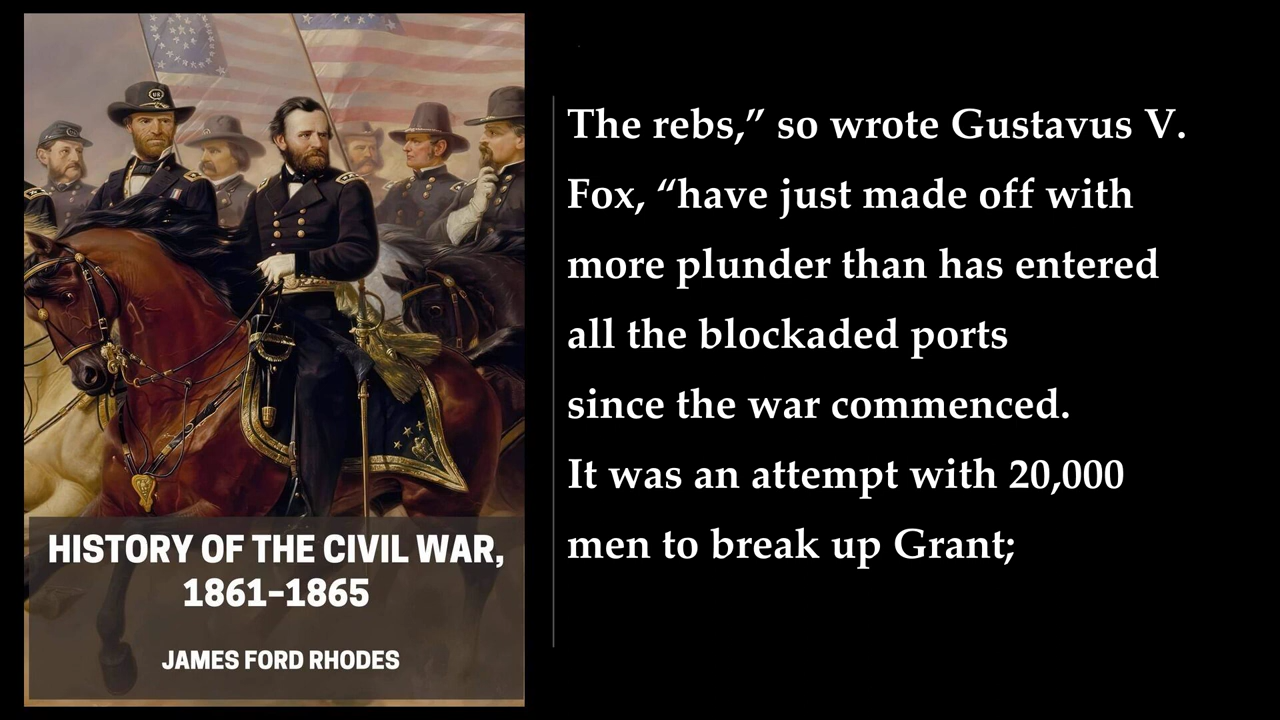 HISTORY OF THE CIVIL WAR,
1861–1865
JAMES FORD RHODES
The rebs,” so wrote Gustavus V.
Fox, “have just made off with
more plunder than has entered
all the blockaded ports
since the war commenced.
It was an attempt with 20,000
men to break up Grant;